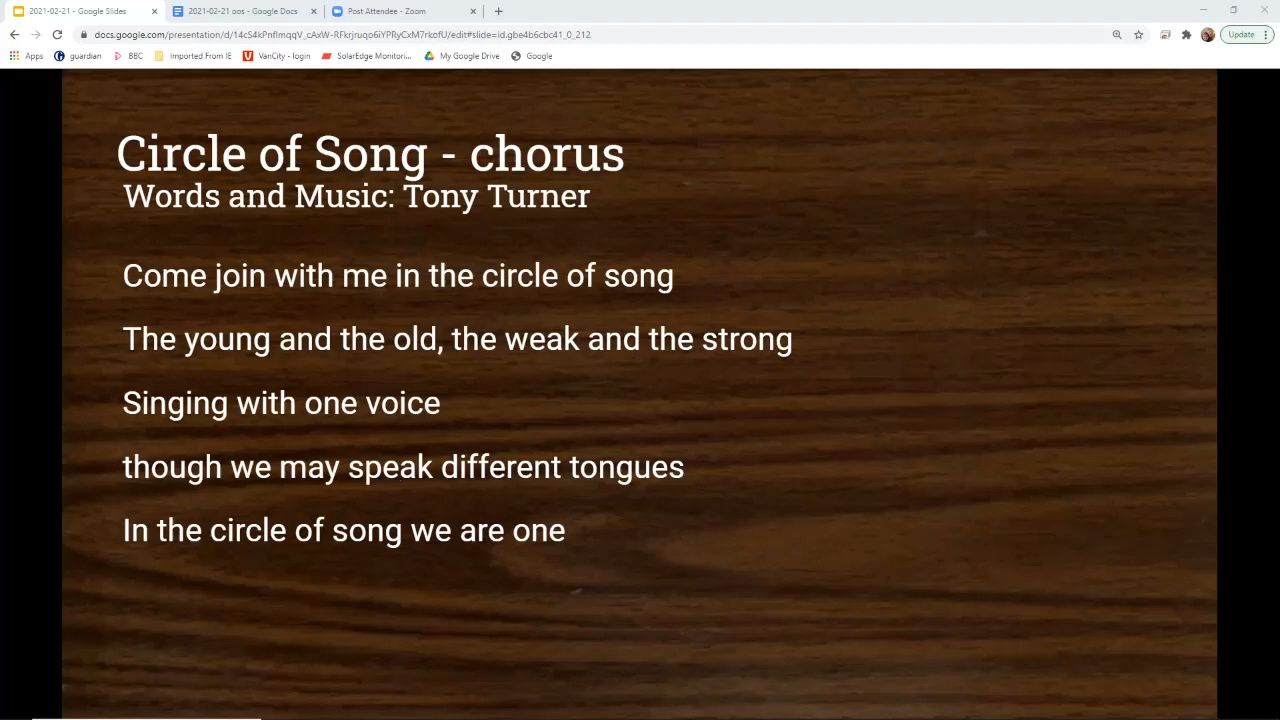 2021-02-21 - Google Slides
2021-02-21 oos - Google Docs
Post Attendee - Zoom
docs.google.com/presentation/d/14cS4kPnfImqqV_cAxW-RFkrjruqo6iYPRyCxM7rkofU/edit#slide=id.gbe4b6cbc41_0_212
Update
Apps
guardian
BBC
Imported From IE
VanCity - login
SolarEdge Monitori...
My Google Drive
Google
Circle of Song - chorus
Words and Music: Tony Turner
Come join with me in the circle of song
The young and the old, the weak and the strong
Singing with one voice
though we may speak different tongues
In the circle of song we are one